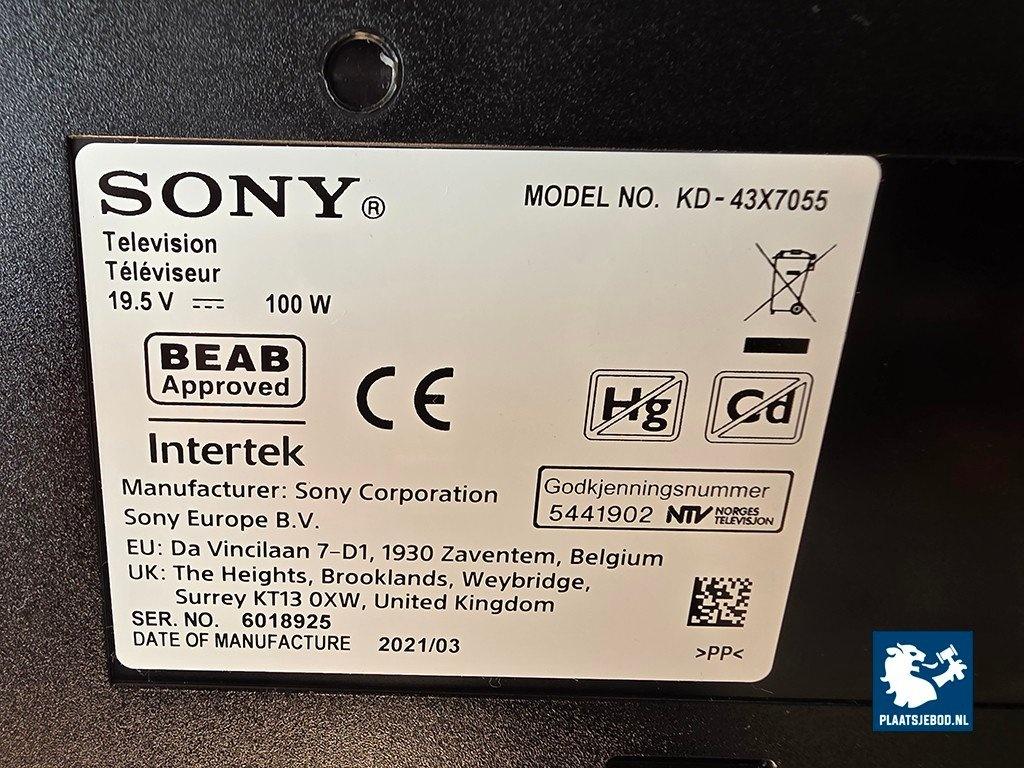 SONY®
MODEL NO. KD-43X7055
Television
Téléviseur
19.5 V 100 W
BEAB
Approved
CE
Hg
Cd
Intertek
Manufacturer: Sony Corporation
Sony Europe B.V.
Godkjenningsnummer
5441902 NTV NORGES
TELEVISJON
EU: Da Vincilaan 7-D1, 1930 Zaventem, Belgium
UK: The Heights, Brooklands, Weybridge,
Surrey KT13 0XW, United Kingdom
SER. NO. 6018925
DATE OF MANUFACTURE 2021/03
>PP<
PLAATSJEBOD.NL